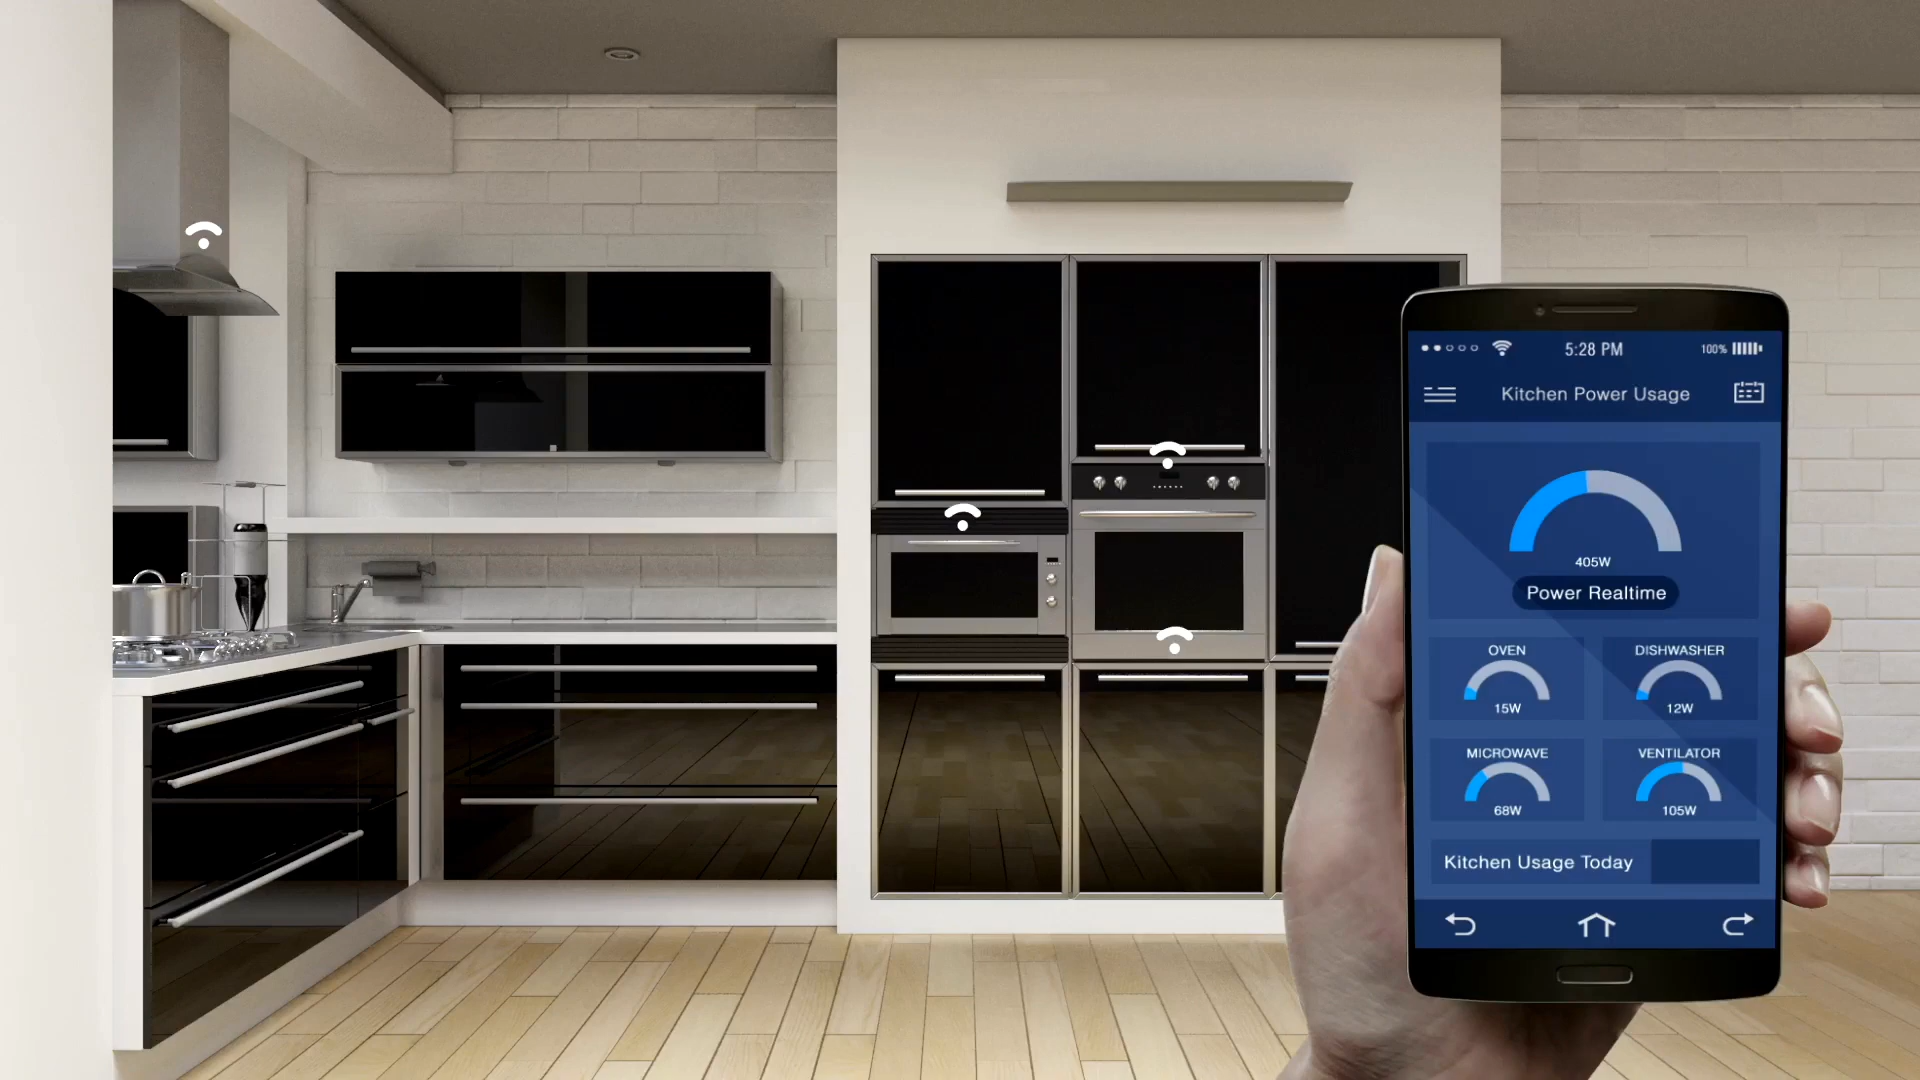 5:28 PM
100%
Kitchen Power Usage
405W
Power Realtime
OVEN
15W
DISHWASHER
12W
MICROWAVE
68W
VENTILATOR
105W
Kitchen Usage Today